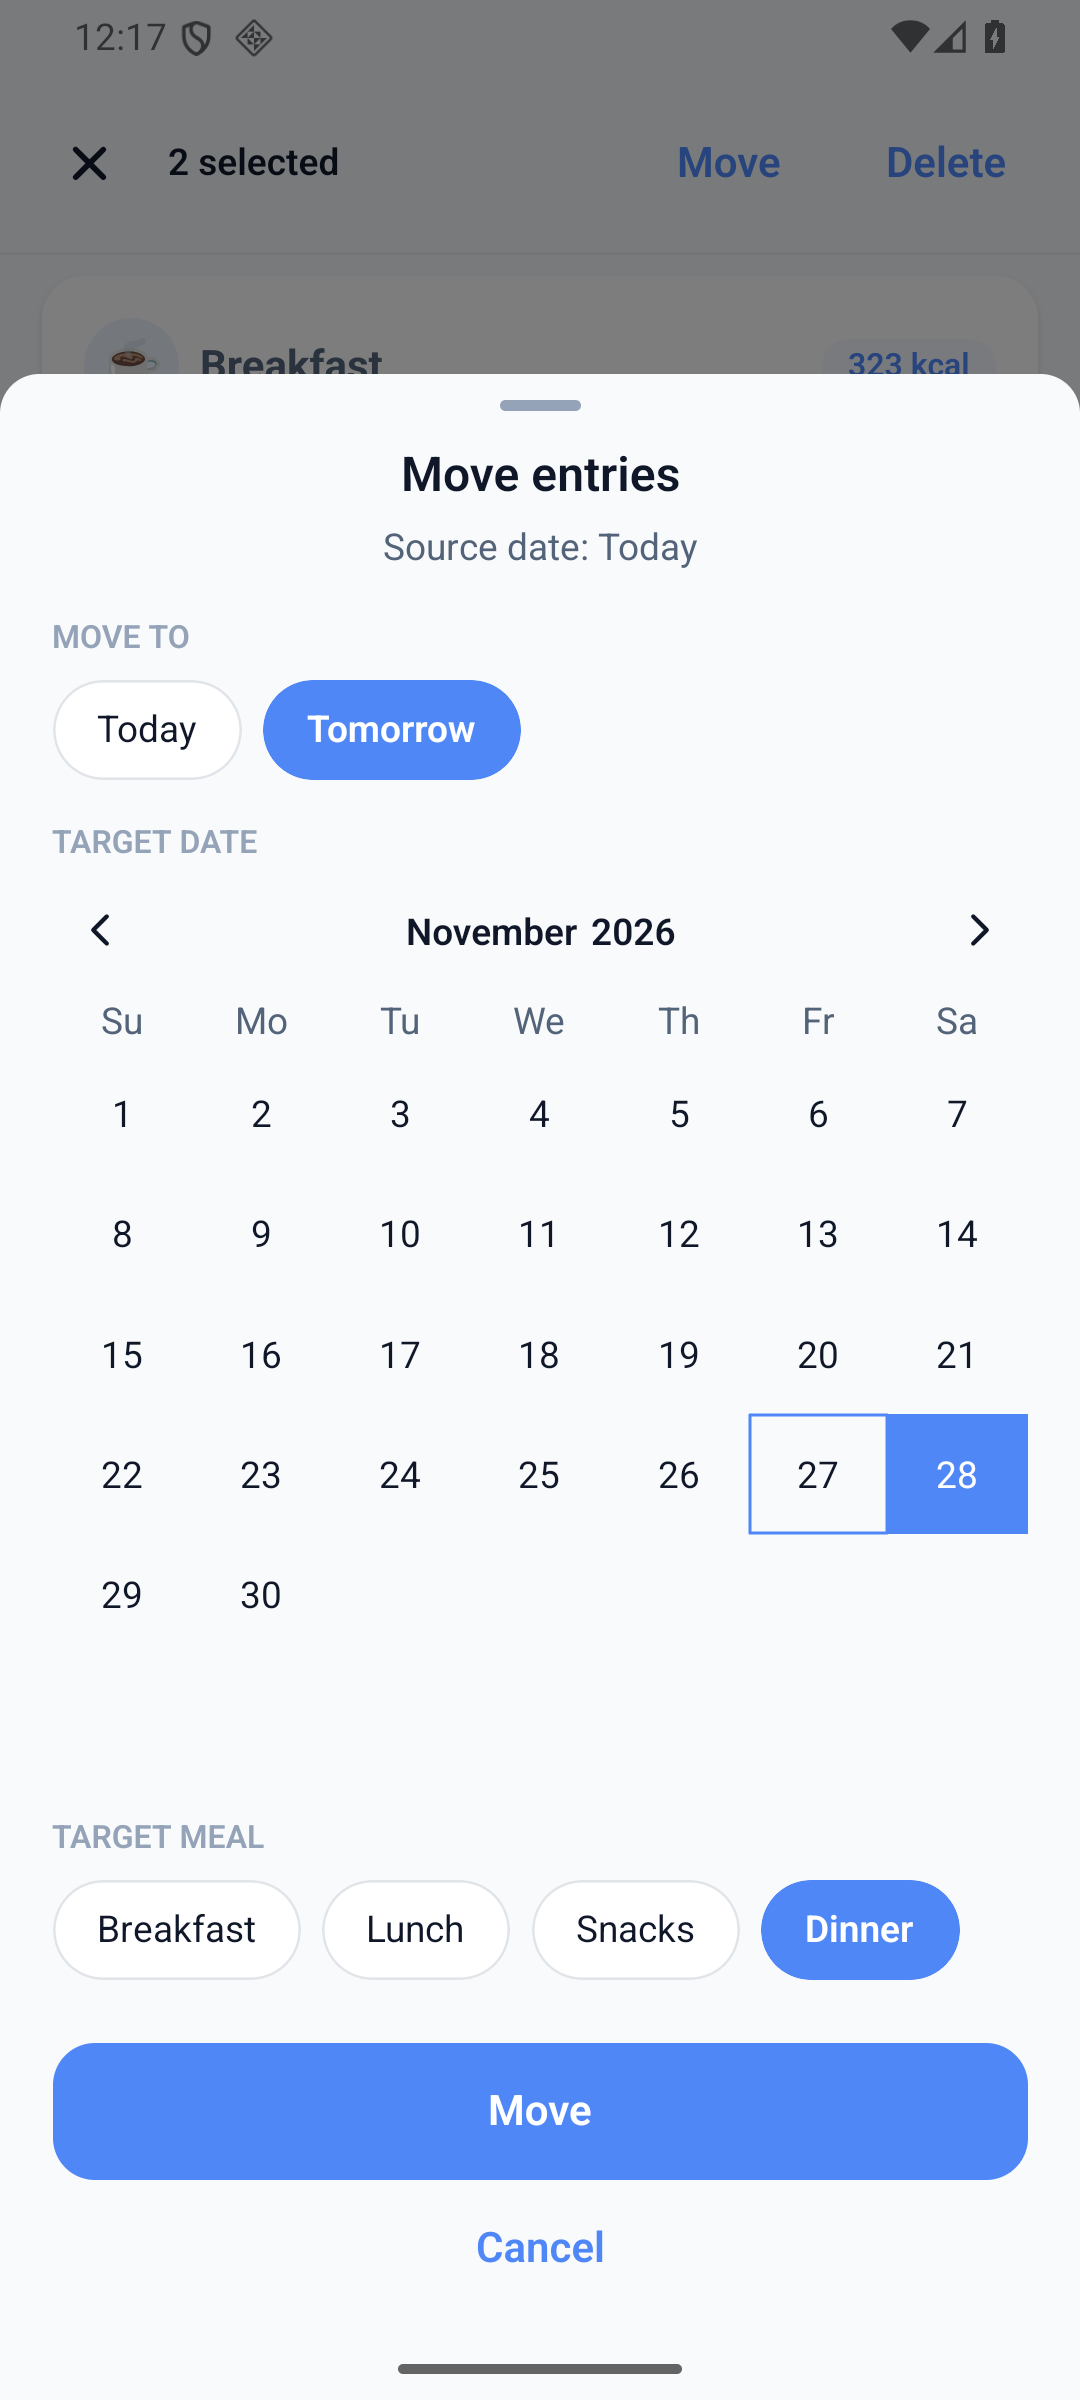 12:17
2 selected Move Delete
Breakfast 323 kcal
Move entries
Source date: Today
MOVE TO
Today Tomorrow
TARGET DATE
November 2026
Su Mo Tu We Th Fr Sa
1 2 3 4 5 6 7
8 9 10 11 12 13 14
15 16 17 18 19 20 21
22 23 24 25 26 27 28
29 30
TARGET MEAL
Breakfast Lunch Snacks Dinner
Move
Cancel